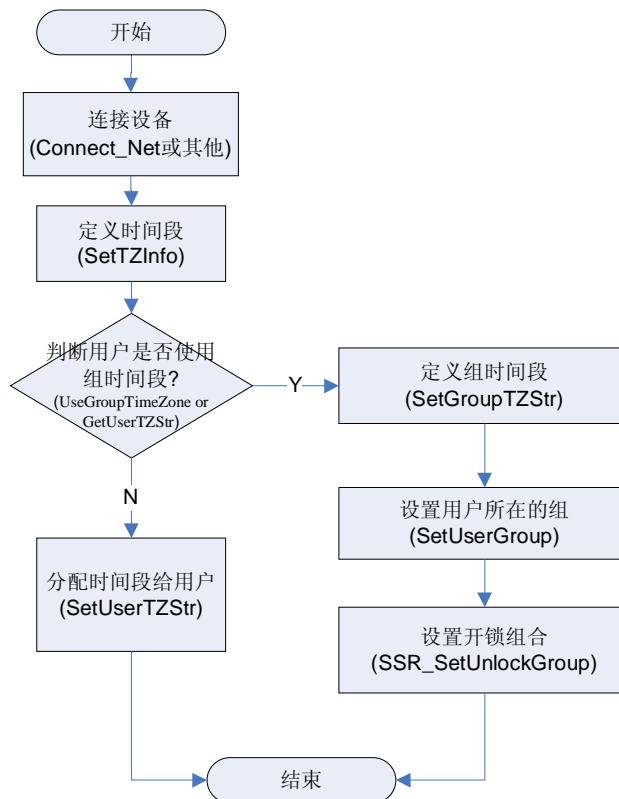 开始
连接设备
(Connect_Net或其他)
定义时间段
(SetTZInfo)
判断用户是否使用
组时间段?
(UseGroupTimeZone or
GetUserTZStr)
Y
定义组时间段
(SetGroupTZStr)
N
设置用户所在的组
(SetUserGroup)
分配时间段给用户
(SetUserTZStr)
设置开锁组合
(SSR_SetUnlockGroup)
结束